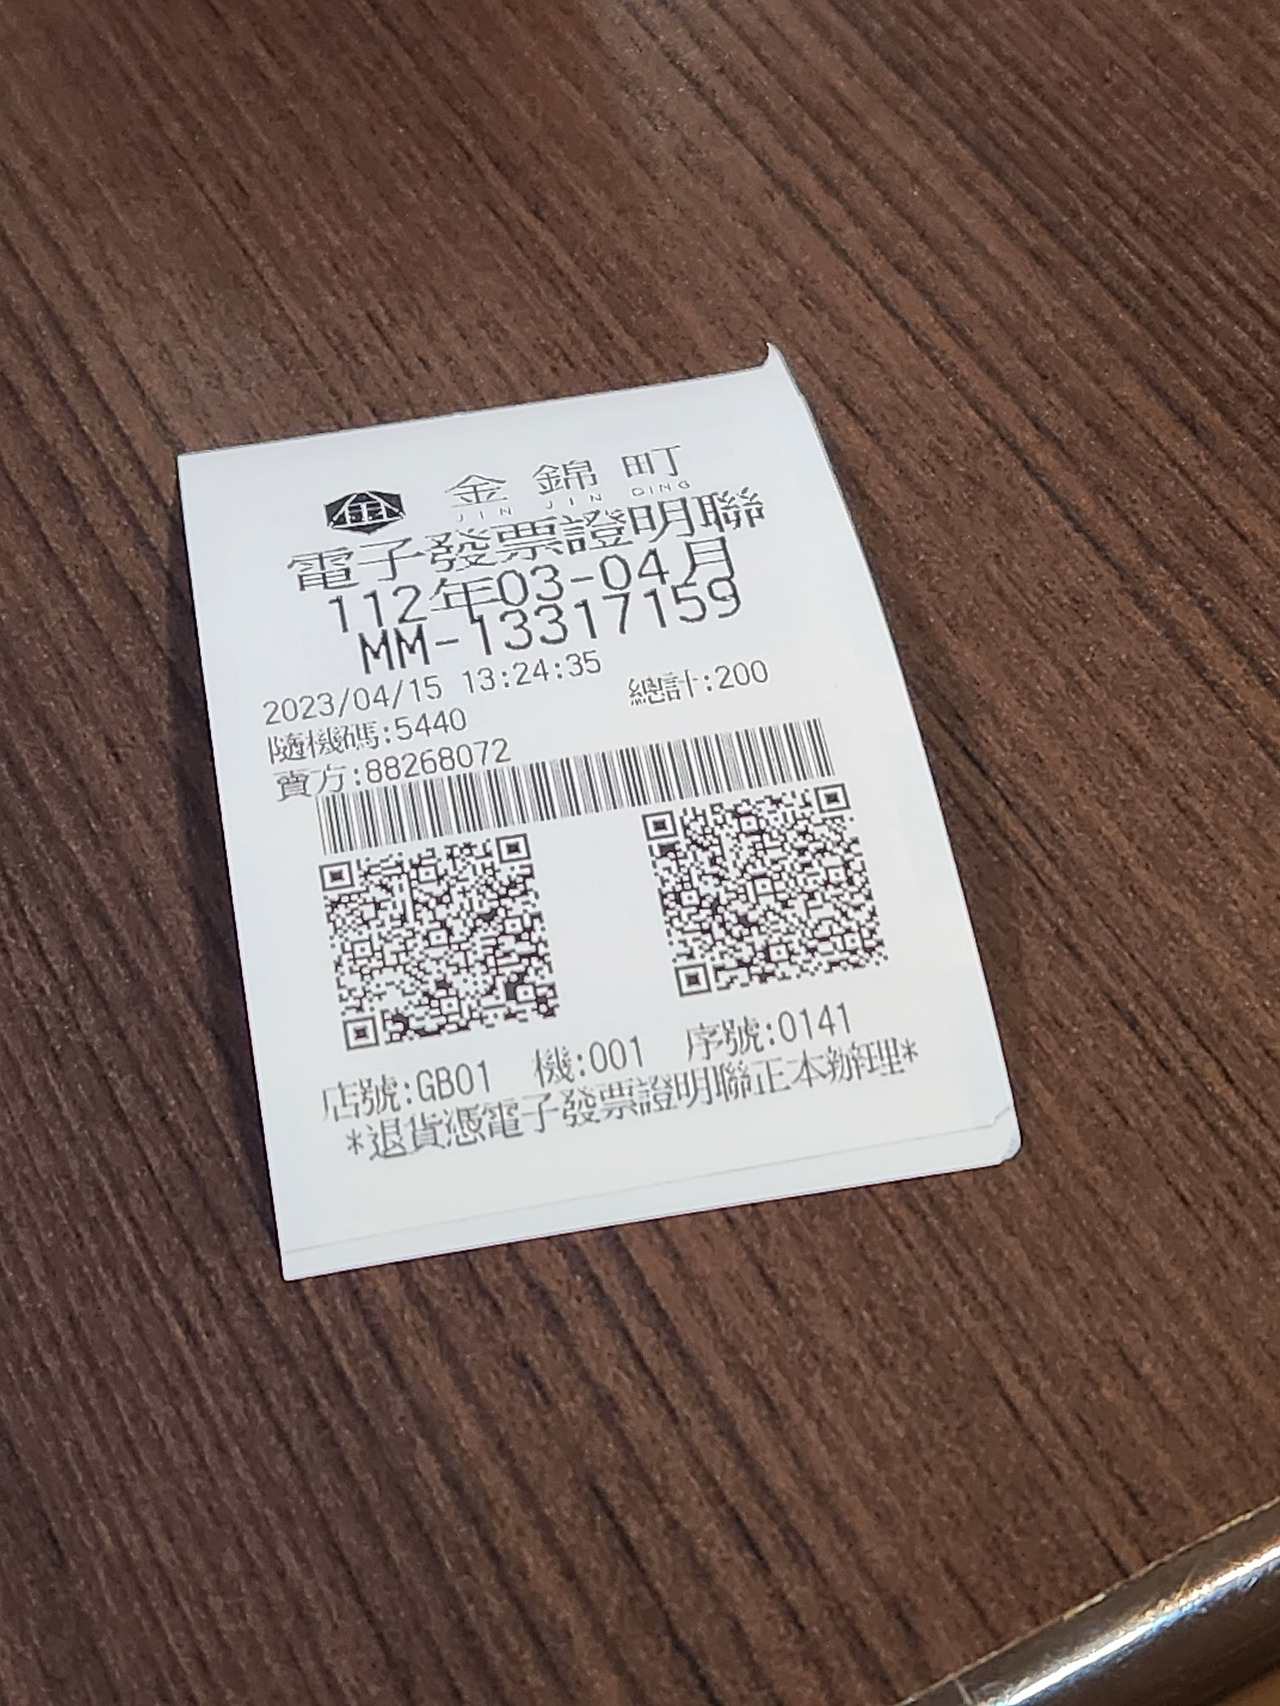 金錦町
JIN JIN DING
電子發票證明聯
112年03-04月
MM-13317159
2023/04/15 13:24:35
隨機碼:5440 總計:200
賣方:88268072
店號:GB01 機:001 序號:0141
*退貨憑電子發票證明聯正本辦理*